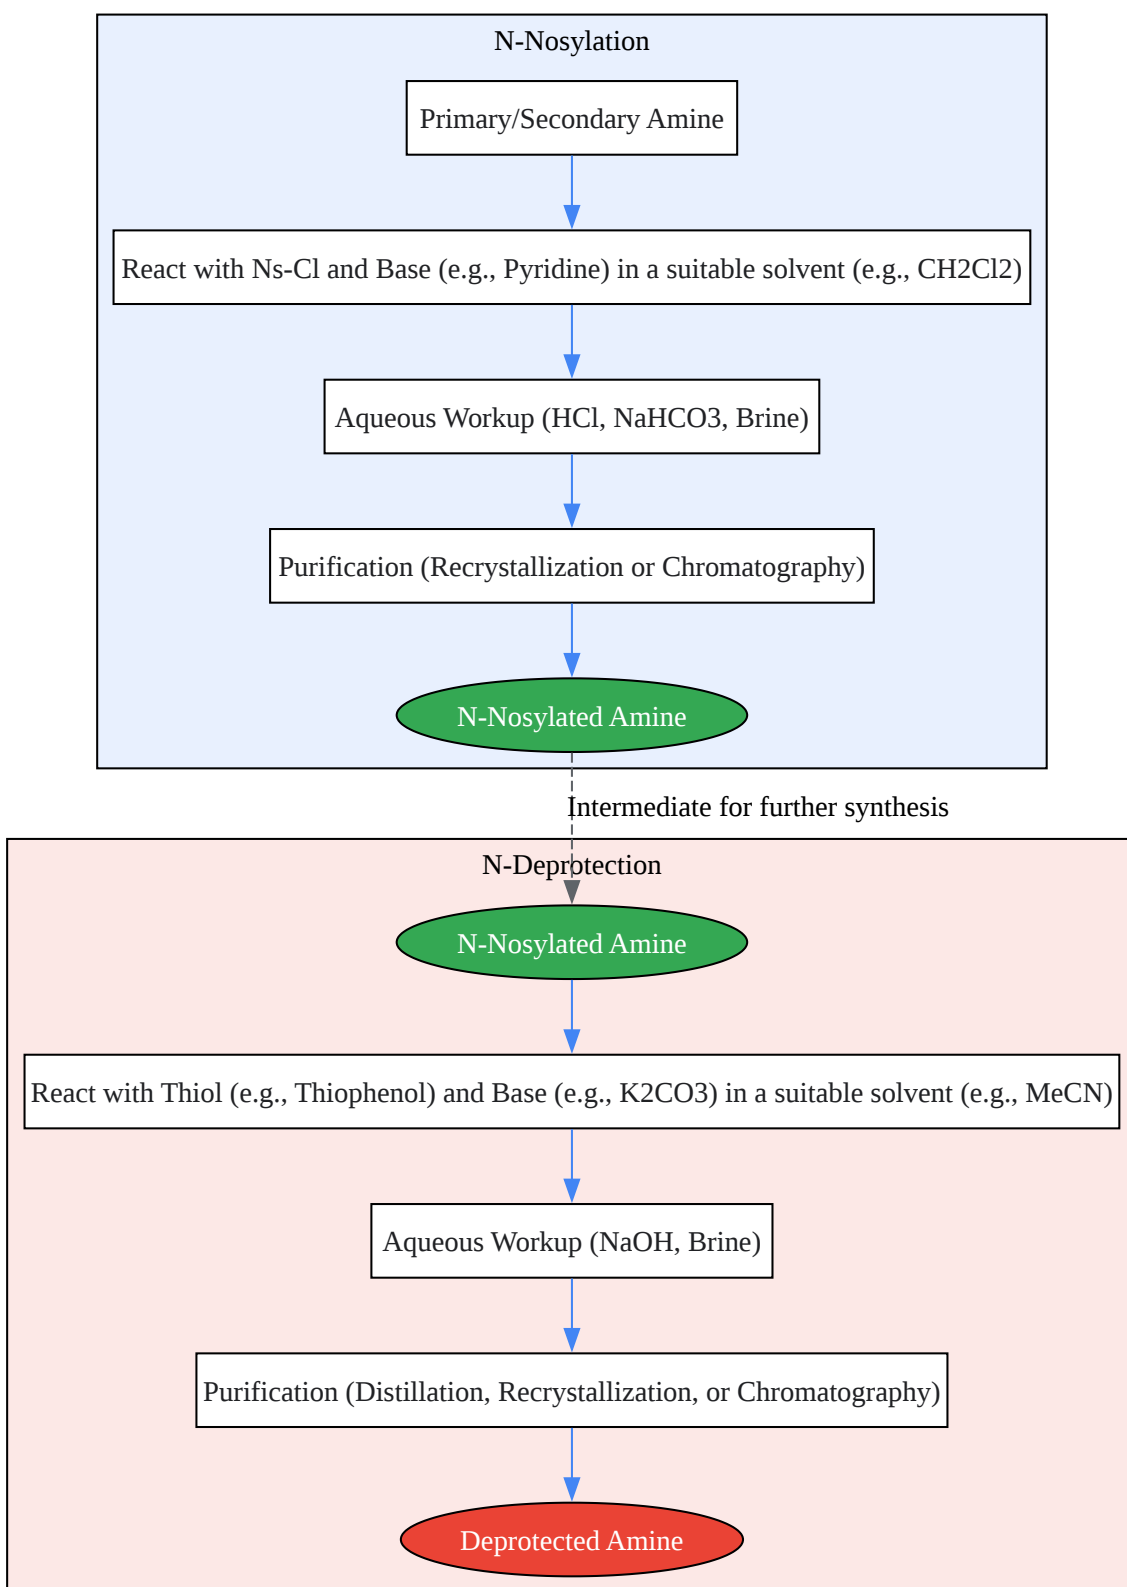 N-Nosylation
Primary/Secondary Amine
React with Ns-Cl and Base (e.g., Pyridine) in a suitable solvent (e.g., CH2Cl2)
Aqueous Workup (HCl, NaHCO3, Brine)
Purification (Recrystallization or Chromatography)
N-Nosylated Amine
Intermediate for further synthesis
N-Deprotection
N-Nosylated Amine
React with Thiol (e.g., Thiophenol) and Base (e.g., K2CO3) in a suitable solvent (e.g., MeCN)
Aqueous Workup (NaOH, Brine)
Purification (Distillation, Recrystallization, or Chromatography)
Deprotected Amine